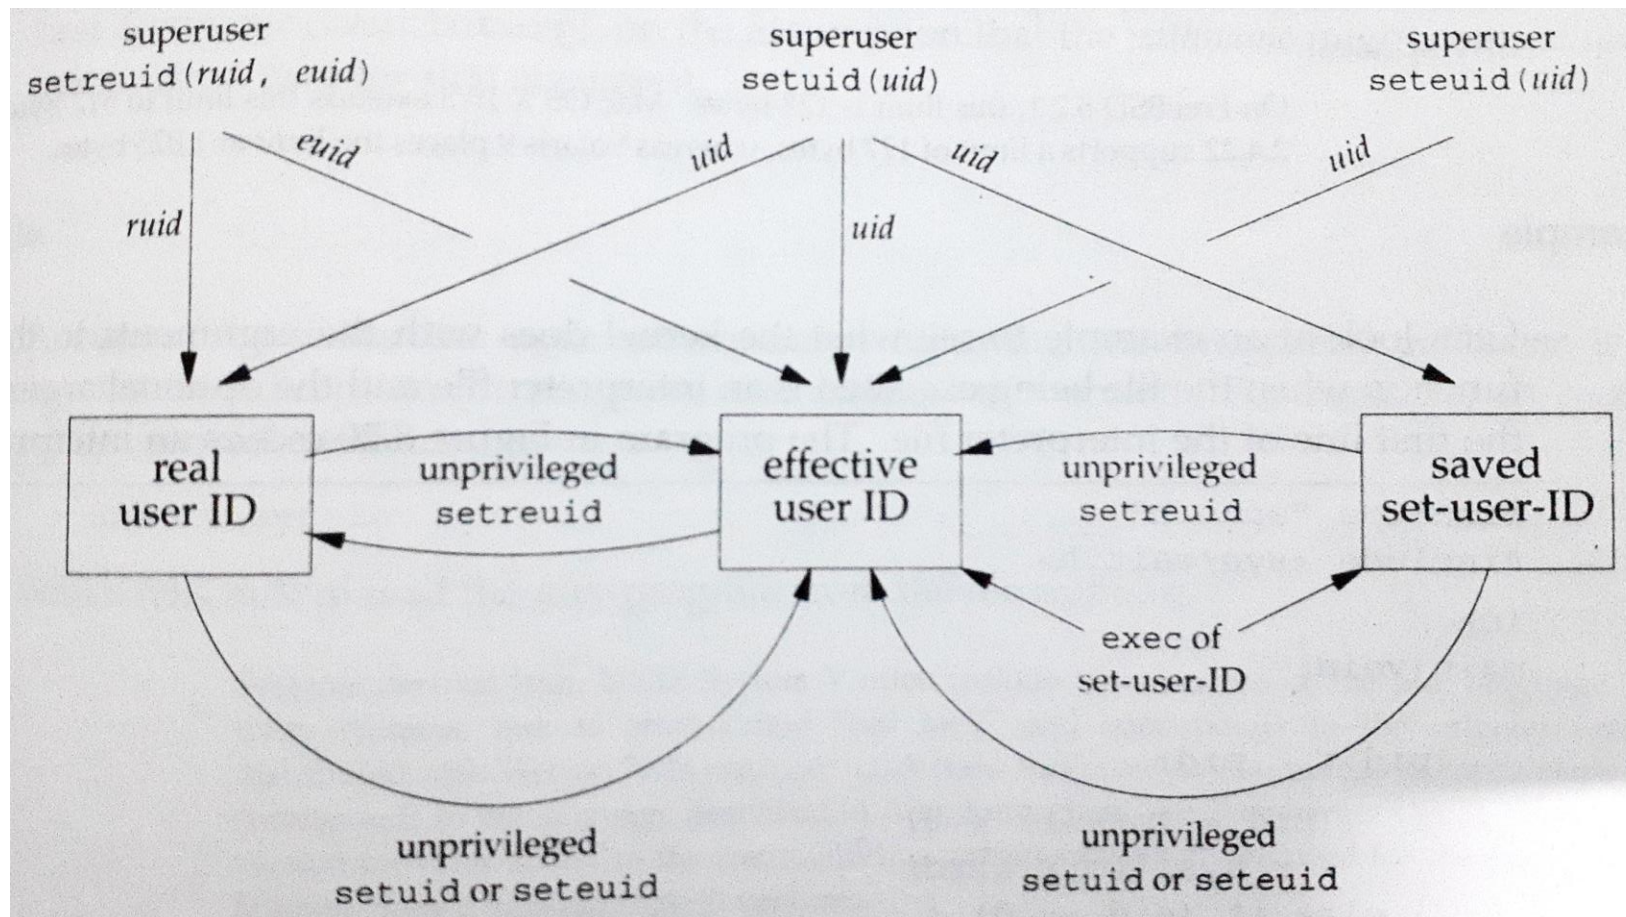 superuser
setreuid(ruid, euid)
superuser
setuid(uid)
superuser
seteuid(uid)
euid
uid
uid
uid
ruid
uid
real
user ID
unprivileged
setreuid
effective
user ID
unprivileged
setreuid
saved
set-user-ID
exec of
set-user-ID
unprivileged
setuid or seteuid
unprivileged
setuid or seteuid